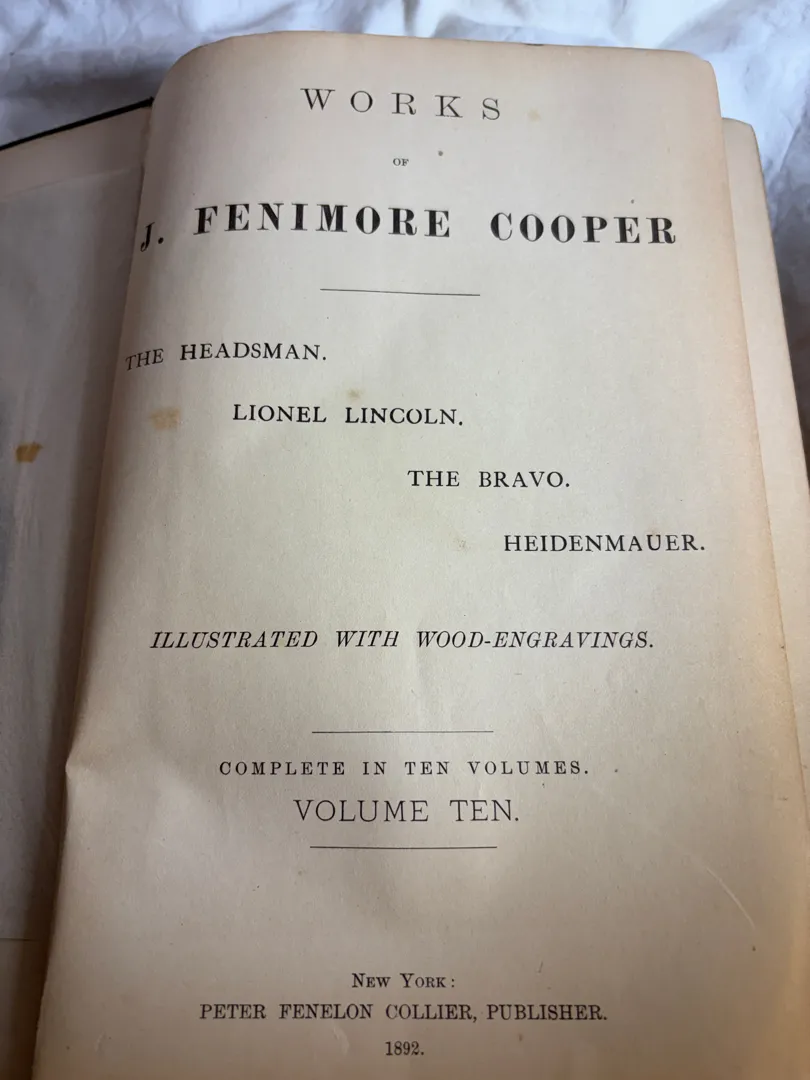 WORKS
OF
J. FENIMORE COOPER
THE HEADSMAN.
LIONEL LINCOLN.
THE BRAVO.
HEIDENMAUER.
ILLUSTRATED WITH WOOD-ENGRAVINGS.
COMPLETE IN TEN VOLUMES.
VOLUME TEN.
NEW YORK:
PETER FENELON COLLIER, PUBLISHER.
1892.